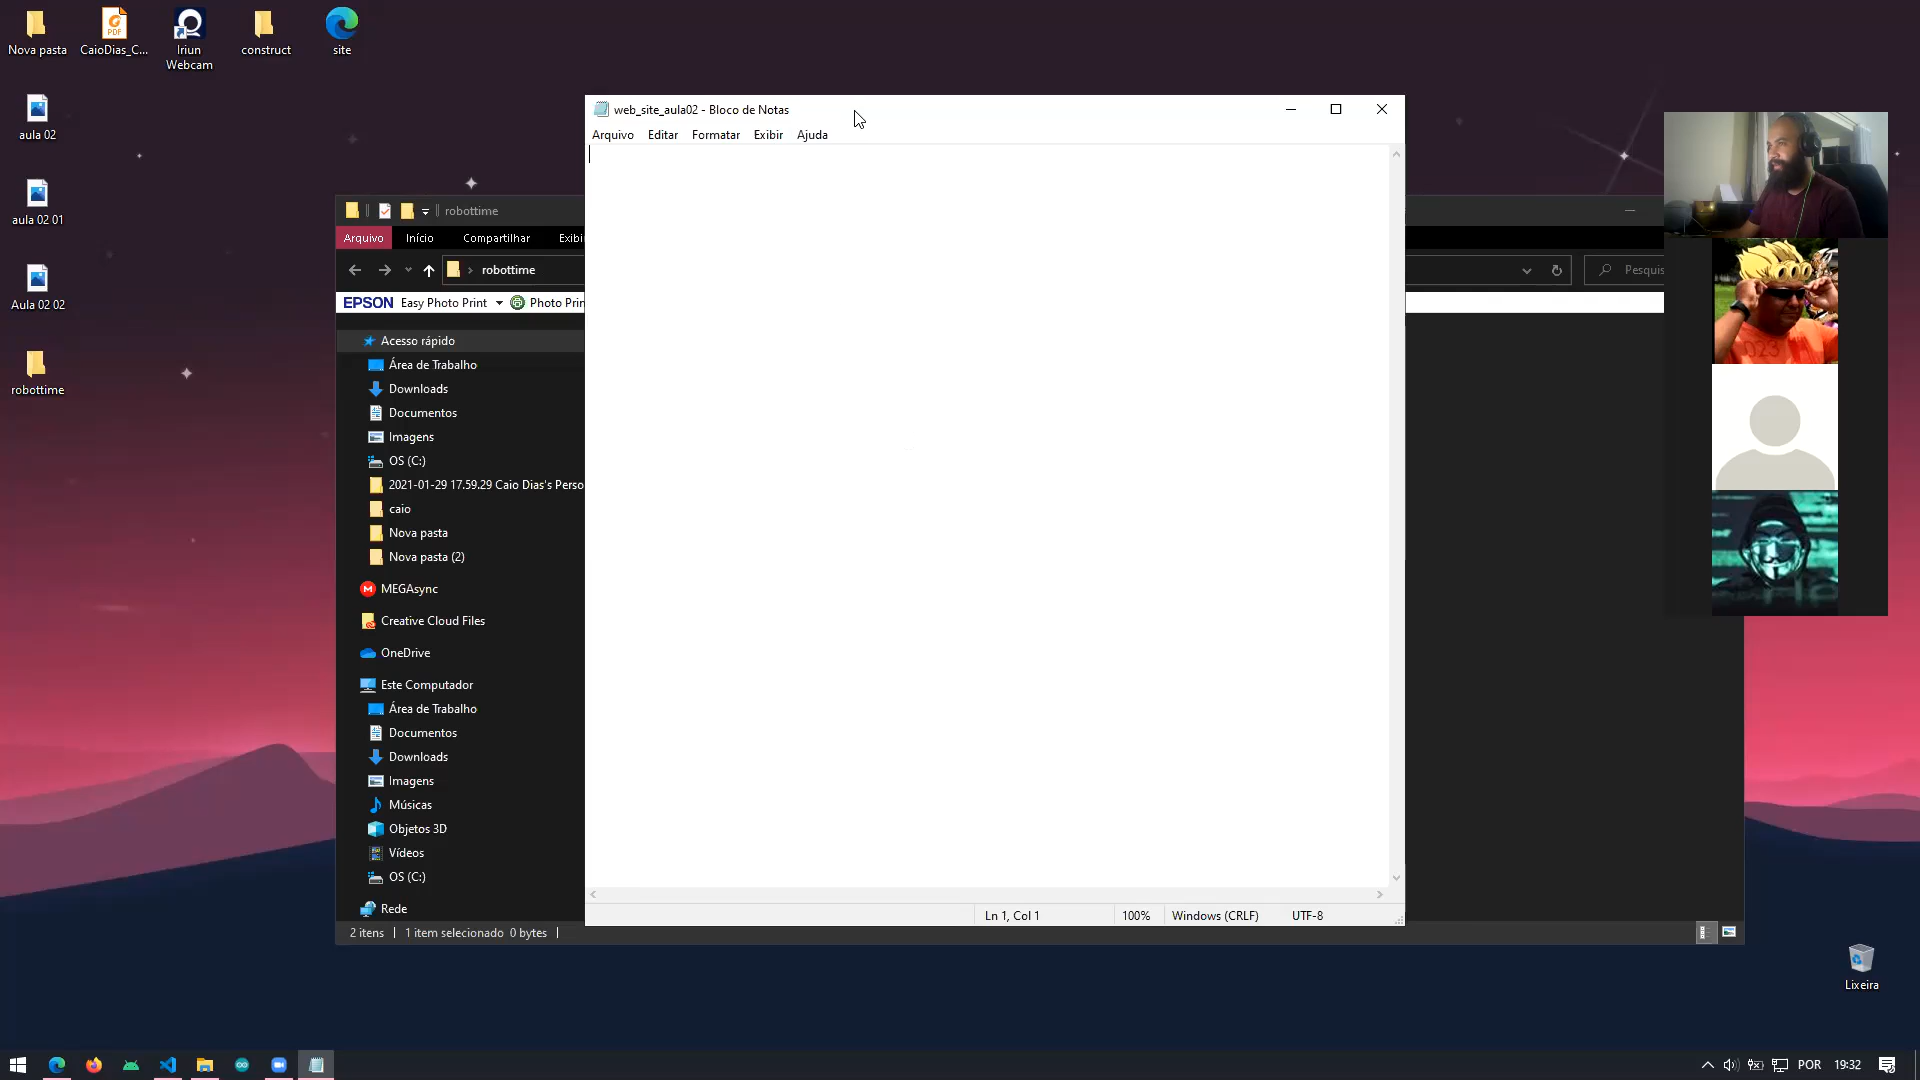 Nova pasta
CaioDias_C...
Iriun
Webcam
construct
site
aula 02
aula 02 01
Aula 02 02
robottime
web_site_aula02 - Bloco de Notas
Arquivo Editar Formatar Exibir Ajuda
robottime
Arquivo Início Compartilhar Exibi
robottime
Pesquis
EPSON Easy Photo Print Photo Prin
Acesso rápido
Área de Trabalho
Downloads
Documentos
Imagens
OS (C:)
2021-01-29 17.59.29 Caio Dias's Perso
caio
Nova pasta
Nova pasta (2)
MEGAsync
Creative Cloud Files
OneDrive
Este Computador
Área de Trabalho
Documentos
Downloads
Imagens
Músicas
Objetos 3D
Vídeos
OS (C:)
Rede
2 itens 1 item selecionado 0 bytes
Ln 1, Col 1 100% Windows (CRLF) UTF-8
023
Lixeira
POR 19:32